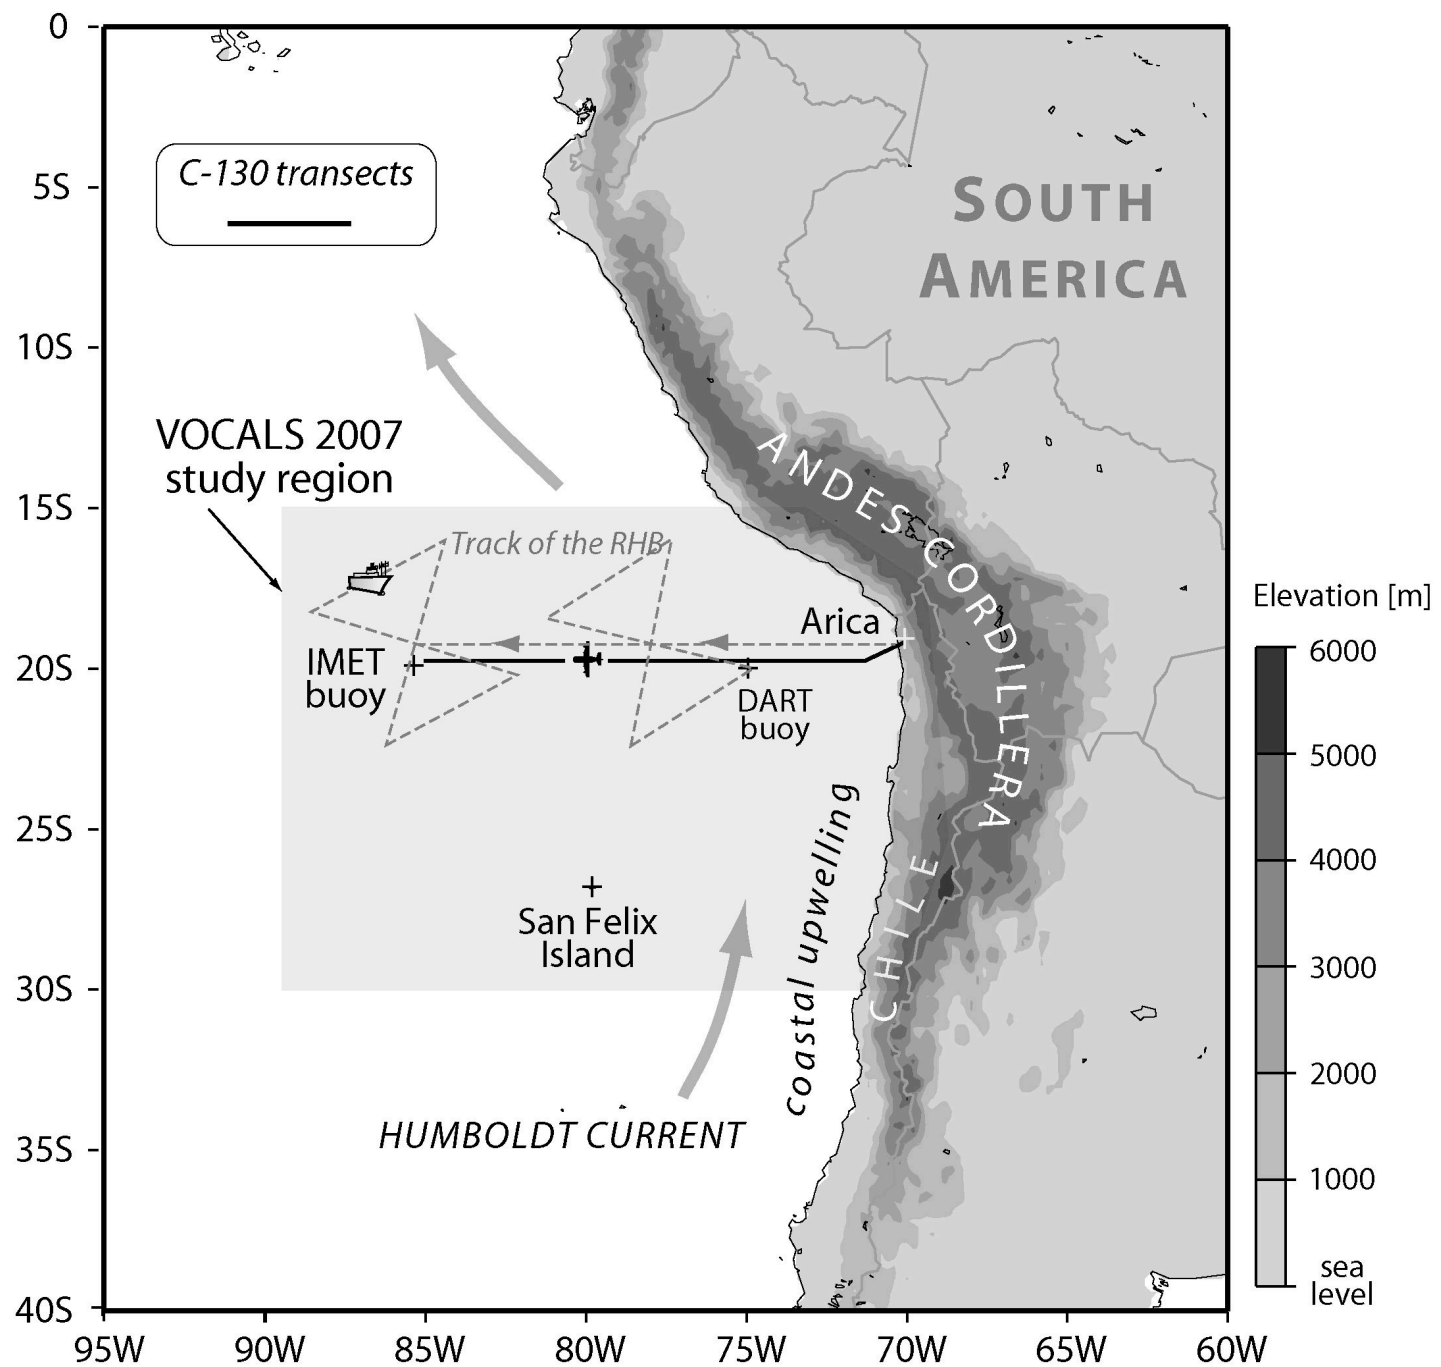 0
5S
10S
15S
20S
25S
30S
35S
40S
95W
90W
85W
80W
75W
70W
65W
60W
C-130 transects
SOUTH
AMERICA
VOCALS 2007
study region
ANDES CORDILLERA
Track of the RHB
Arica
IMET
buoy
DART
buoy
San Felix
Island
coastal upwelling
CHILE
HUMBOLDT CURRENT
Elevation [m]
6000
5000
4000
3000
2000
1000
sea
level